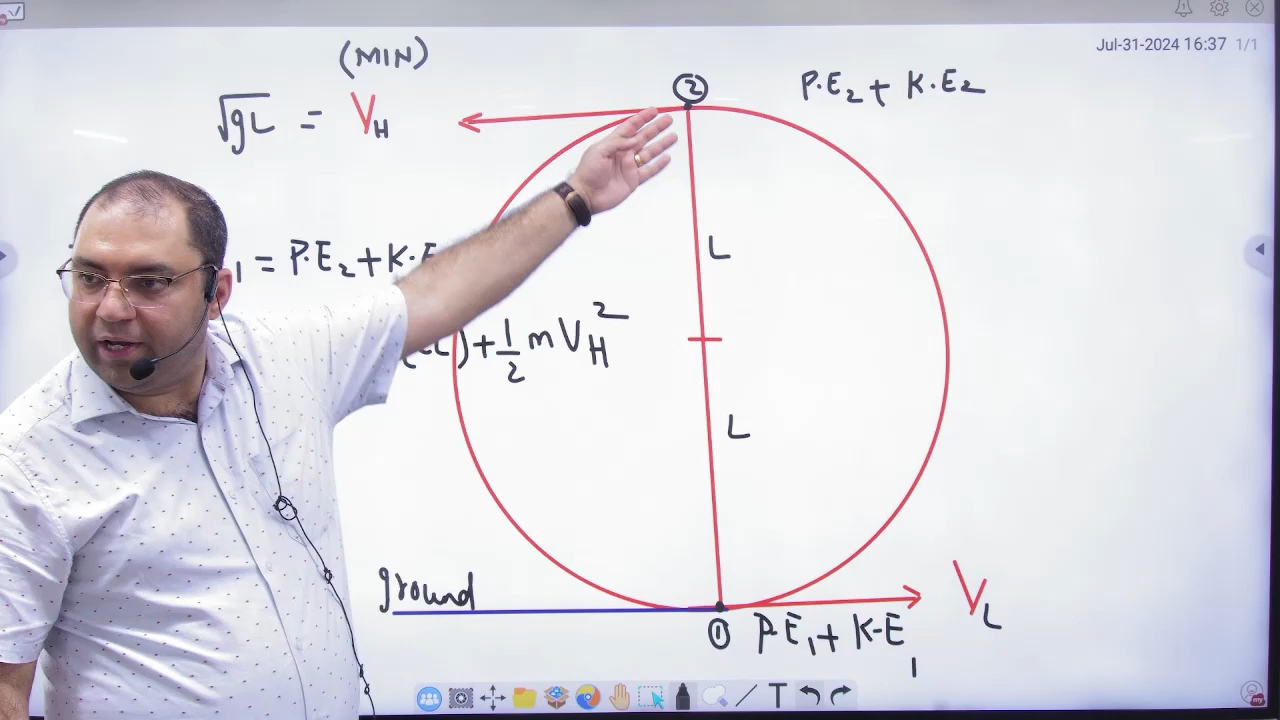 Jul-31-2024 16:37 1/1
(MIN)
√gL = V_H
②
P.E₂ + K.E₂
L
₁ = P.E₂ + K.E
) + 1/2 m V_H²
L
ground
V_L
① P.E₁ + K.E₁
T